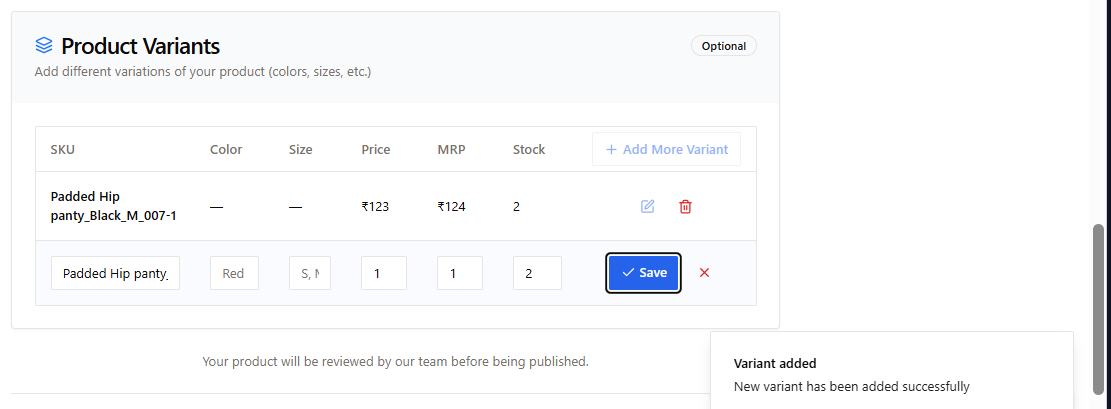 Product Variants
Optional
Add different variations of your product (colors, sizes, etc.)
SKU Color Size Price MRP Stock + Add More Variant
Padded Hip
panty_Black_M_007-1 — — ₹123 ₹124 2
Padded Hip panty_ Red S, M 1 1 2 Save
Your product will be reviewed by our team before being published.
Variant added
New variant has been added successfully